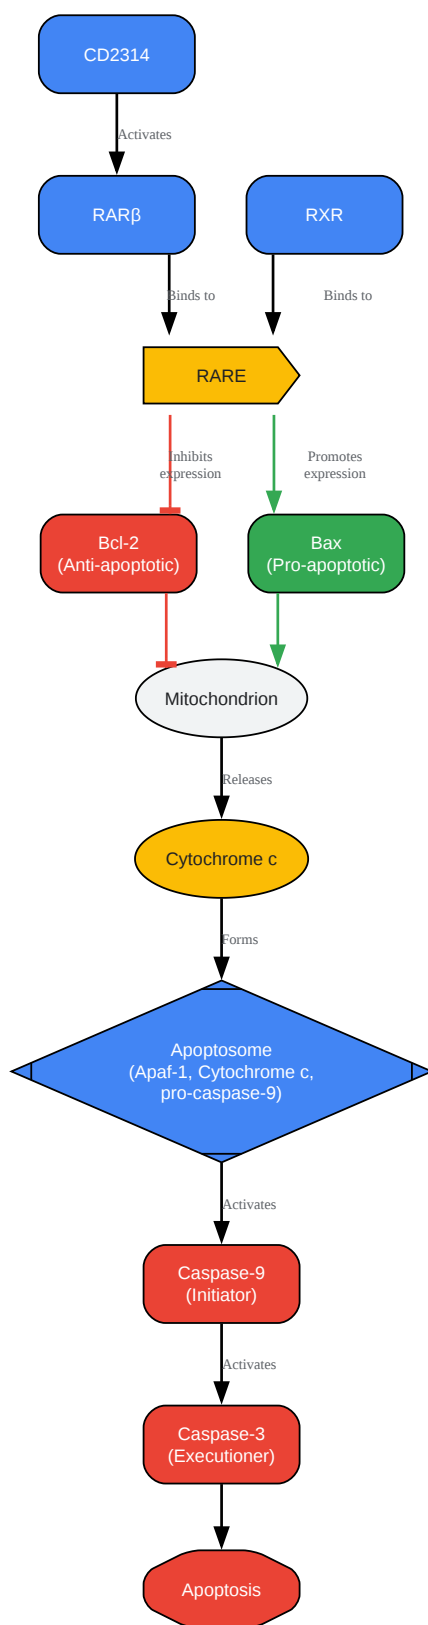 CD2314
Activates
RARβ
RXR
Binds to
Binds to
RARE
Inhibits
expression
Promotes
expression
Bcl-2
(Anti-apoptotic)
Bax
(Pro-apoptotic)
Mitochondrion
Releases
Cytochrome c
Forms
Apoptosome
(Apaf-1, Cytochrome c,
pro-caspase-9)
Activates
Caspase-9
(Initiator)
Activates
Caspase-3
(Executioner)
Apoptosis